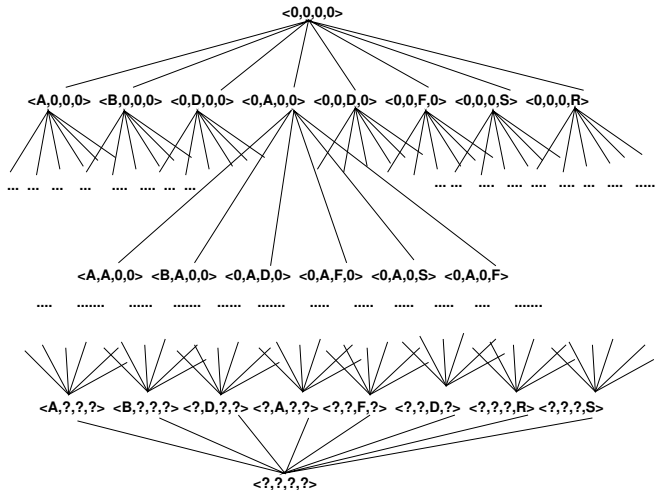 <0,0,0,0>
<A,0,0,0> <B,0,0,0> <0,D,0,0> <0,A,0,0> <0,0,D,0> <0,0,F,0> <0,0,0,S> <0,0,0,R>
... ... ... ... .... .... ... ... ... ... .... .... .... .... ... .... .....
<A,A,0,0> <B,A,0,0> <0,A,D,0> <0,A,F,0> <0,A,0,S> <0,A,0,F>
.... ....... ...... ....... ...... ....... ..... ..... ..... .... .......
<A,?,?,?> <B,?,?,?> <?,D,?,?> <?,A,?,?> <?,?,F,?> <?,?,D,?> <?,?,?,R> <?,?,?,S>
<?,?,?,?>